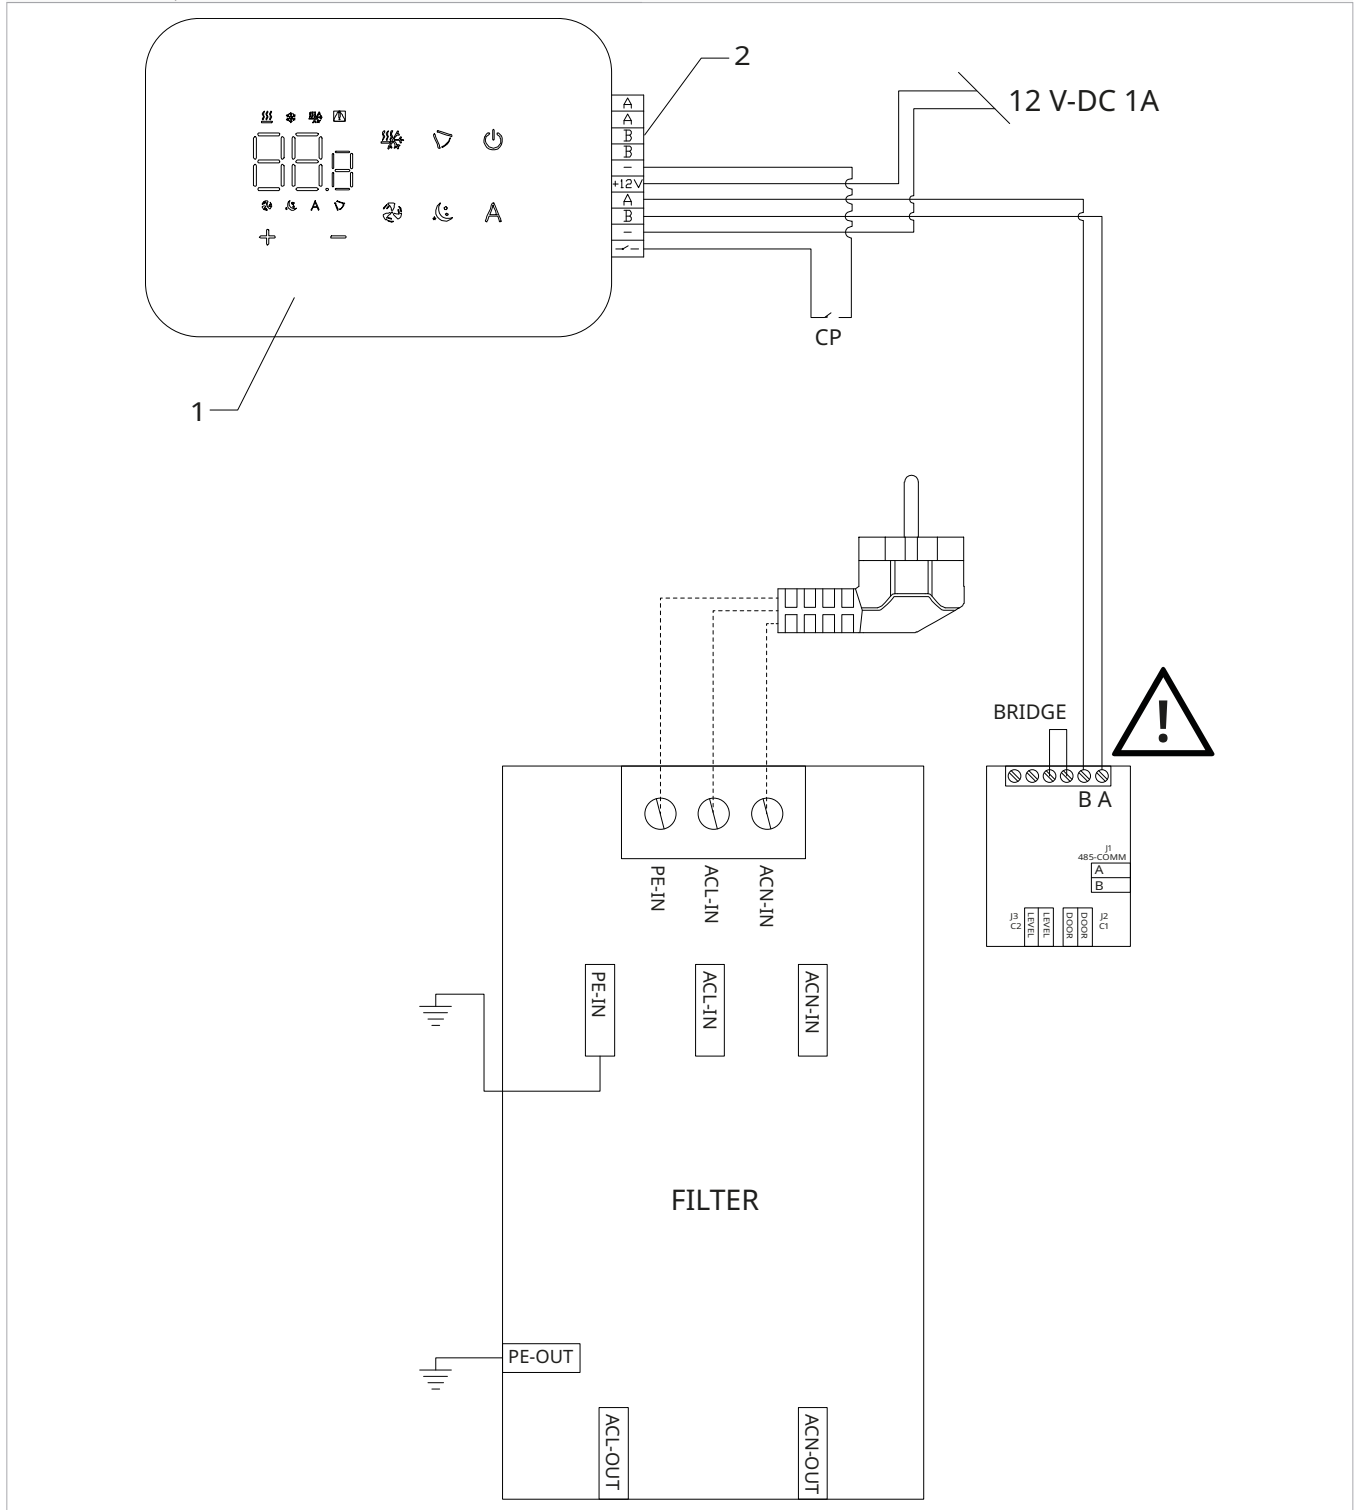 2
12 V-DC 1A
A
A
B
B
-
+12V
A
B
-
A
A
+
-
CP
1
BRIDGE
!
B A
J1
485-COMM
A
B
J3
C2
LEVEL
LEVEL
DOOR
DOOR
J2
C1
PE-IN
ACL-IN
ACN-IN
PE-IN
ACL-IN
ACN-IN
FILTER
PE-OUT
ACL-OUT
ACN-OUT